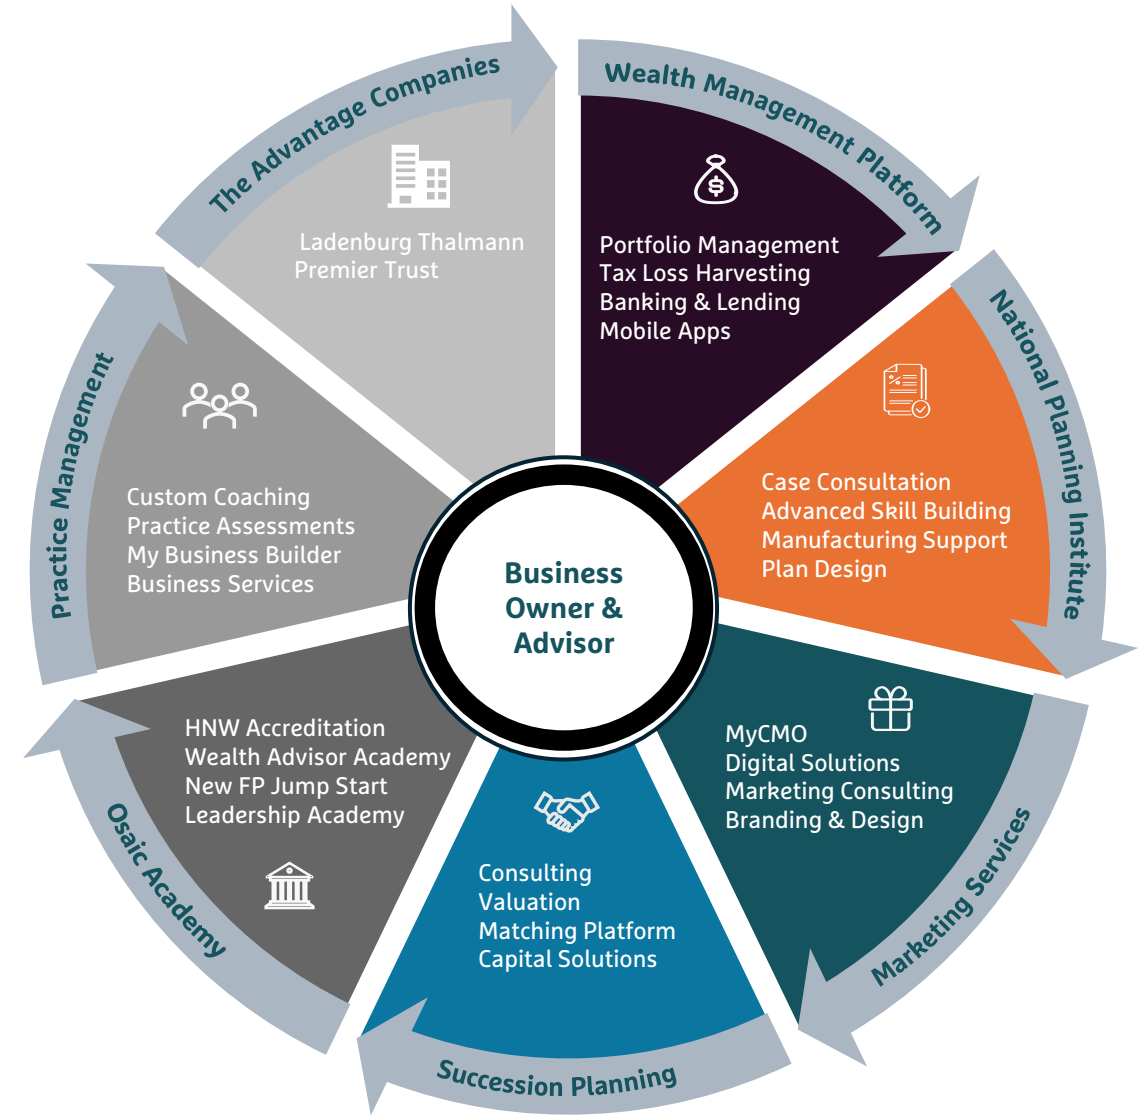 Business
Owner &
Advisor
Wealth Management Platform
Portfolio Management
Tax Loss Harvesting
Banking & Lending
Mobile Apps
National Planning Institute
Case Consultation
Advanced Skill Building
Manufacturing Support
Plan Design
Marketing Services
MyCMO
Digital Solutions
Marketing Consulting
Branding & Design
Succession Planning
Consulting
Valuation
Matching Platform
Capital Solutions
Osaic Academy
HNW Accreditation
Wealth Advisor Academy
New FP Jump Start
Leadership Academy
Practice Management
Custom Coaching
Practice Assessments
My Business Builder
Business Services
The Advantage Companies
Ladenburg Thalmann
Premier Trust